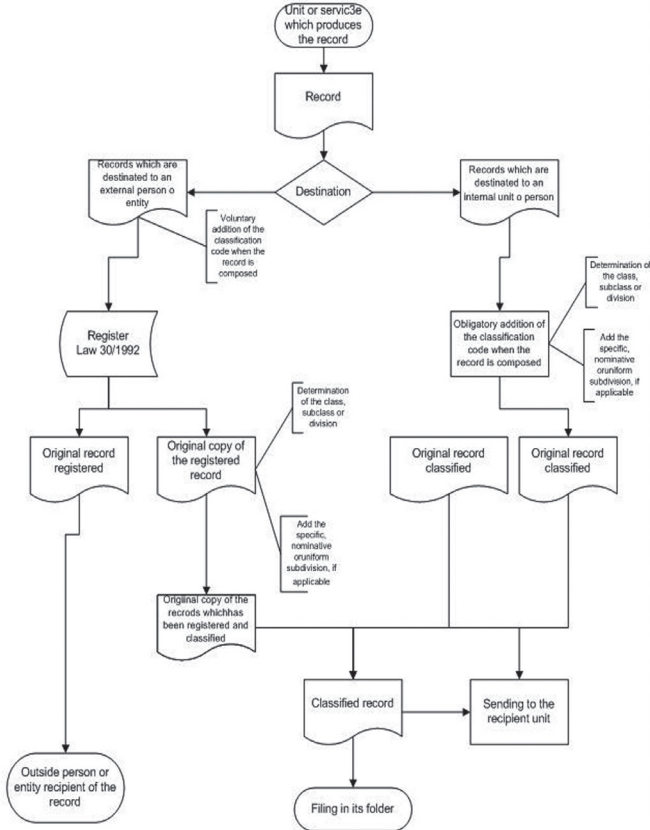 Unit or servic3e
which produces
the record
Record
Destination
Records which are
destinated to an
external person o
entity
Records which are
destinated to an
internal unit o person
Voluntary
addition of the
classification
code when the
record is
composed
Determination of
the class,
subclass or
division
Register
Law 30/1992
Obligatory addition of
the classification
code when the
record is composed
Add the
specific,
nominative
oruniform
subdivision, if
applicable
Determination
of the class,
subclass or
division
Original record
registered
Original copy of
the registered
record
Original record
classified
Original record
classified
Add the
specific,
nominative
oruniform
subdivision, if
applicable
Origiinal copy of the
recrods whichhas
been registered and
classified
Classified record
Sending to the
recipient unit
Outside person or
entity recipient of the
record
Filing in its folder